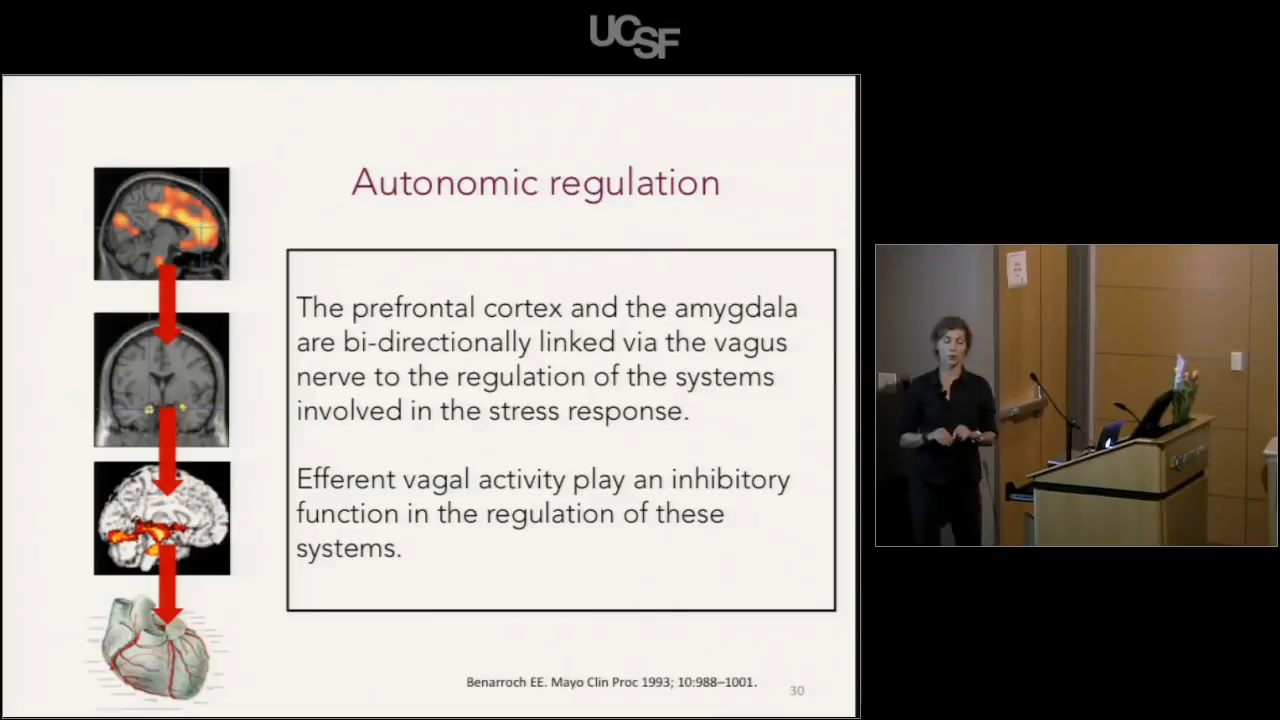 UCSF
Autonomic regulation
The prefrontal cortex and the amygdala
are bi-directionally linked via the vagus
nerve to the regulation of the systems
involved in the stress response.
Efferent vagal activity play an inhibitory
function in the regulation of these
systems.
Benarroch EE. Mayo Clin Proc 1993; 10:988–1001.
30